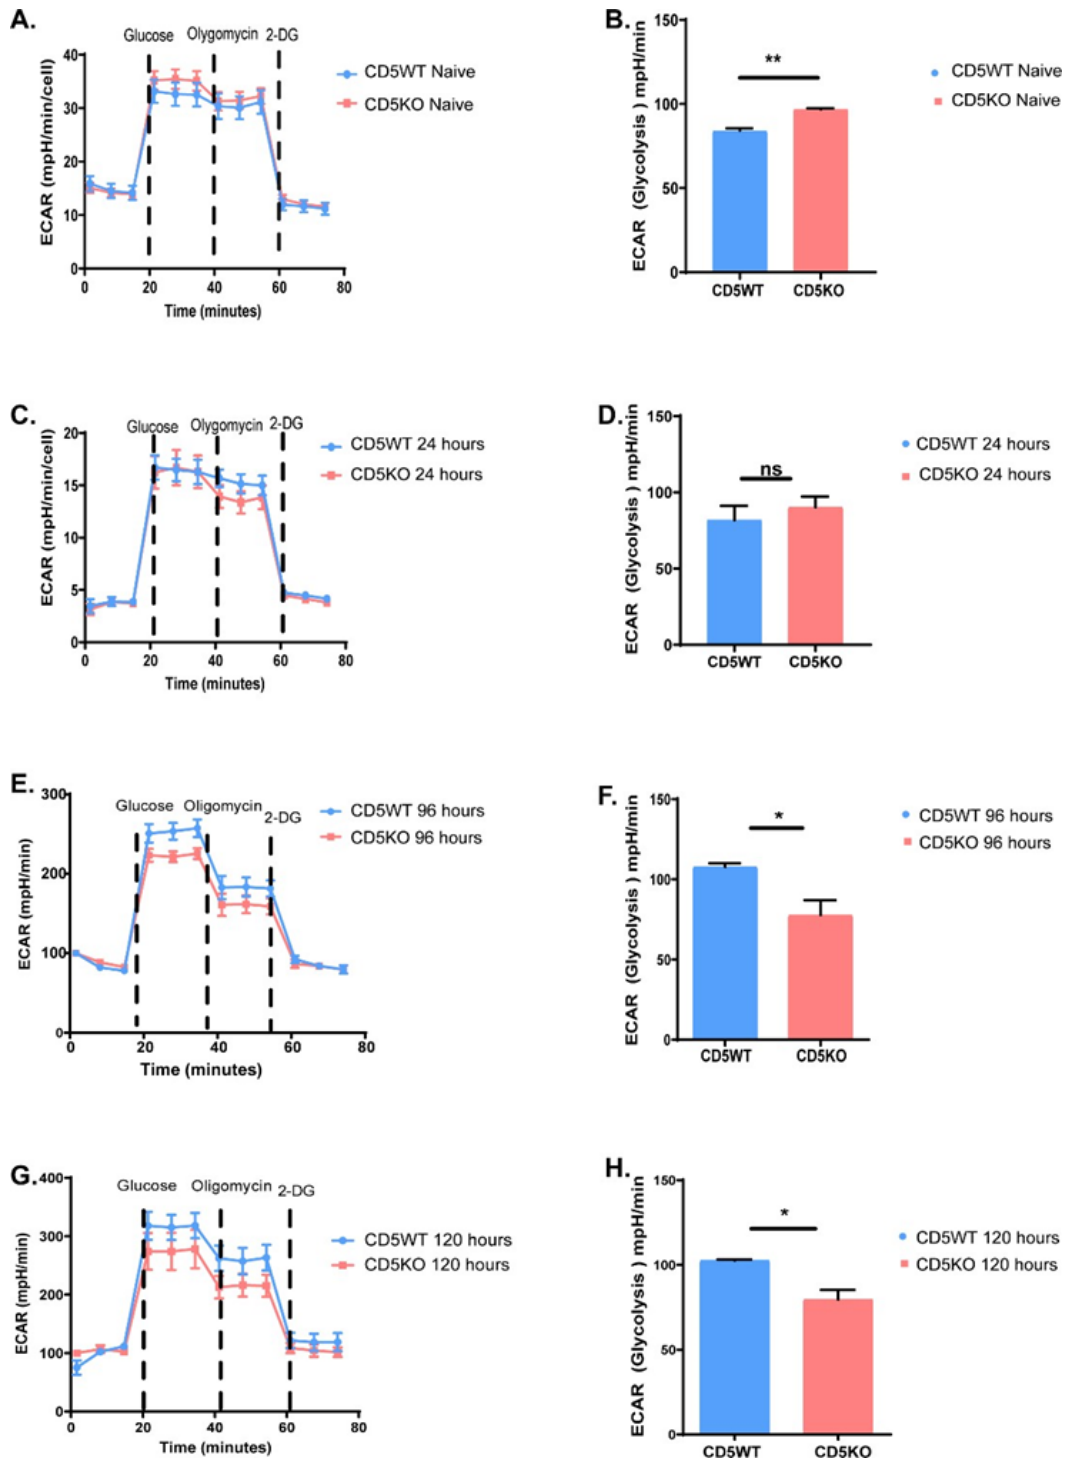 A.
Glucose Olygomycin 2-DG
ECAR (mpH/min/cell)
40
30
20
10
0
0 20 40 60 80
Time (minutes)
CD5WT Naive
CD5KO Naive
B.
ECAR (Glycolysis ) mpH/min
150
100
50
0
**
CD5WT CD5KO
CD5WT Naive
CD5KO Naive
C.
Glucose Olygomycin 2-DG
ECAR (mpH/min/cell)
20
15
10
5
0
0 20 40 60 80
Time (minutes)
CD5WT 24 hours
CD5KO 24 hours
D.
ECAR (Glycolysis ) mpH/min
150
100
50
0
ns
CD5WT CD5KO
CD5WT 24 hours
CD5KO 24 hours
E.
Glucose Oligomycin
2-DG
ECAR (mpH/min)
300
200
100
0
0 20 40 60 80
Time (minutes)
CD5WT 96 hours
CD5KO 96 hours
F.
ECAR (Glycolysis ) mpH/min
150
100
50
0
*
CD5WT CD5KO
CD5WT 96 hours
CD5KO 96 hours
G.
Glucose Oligomycin 2-DG
ECAR (mpH/min)
400
300
200
100
0
0 20 40 60 80
Time (minutes)
CD5WT 120 hours
CD5KO 120 hours
H.
ECAR (Glycolysis ) mpH/min
150
100
50
0
*
CD5WT CD5KO
CD5WT 120 hours
CD5KO 120 hours